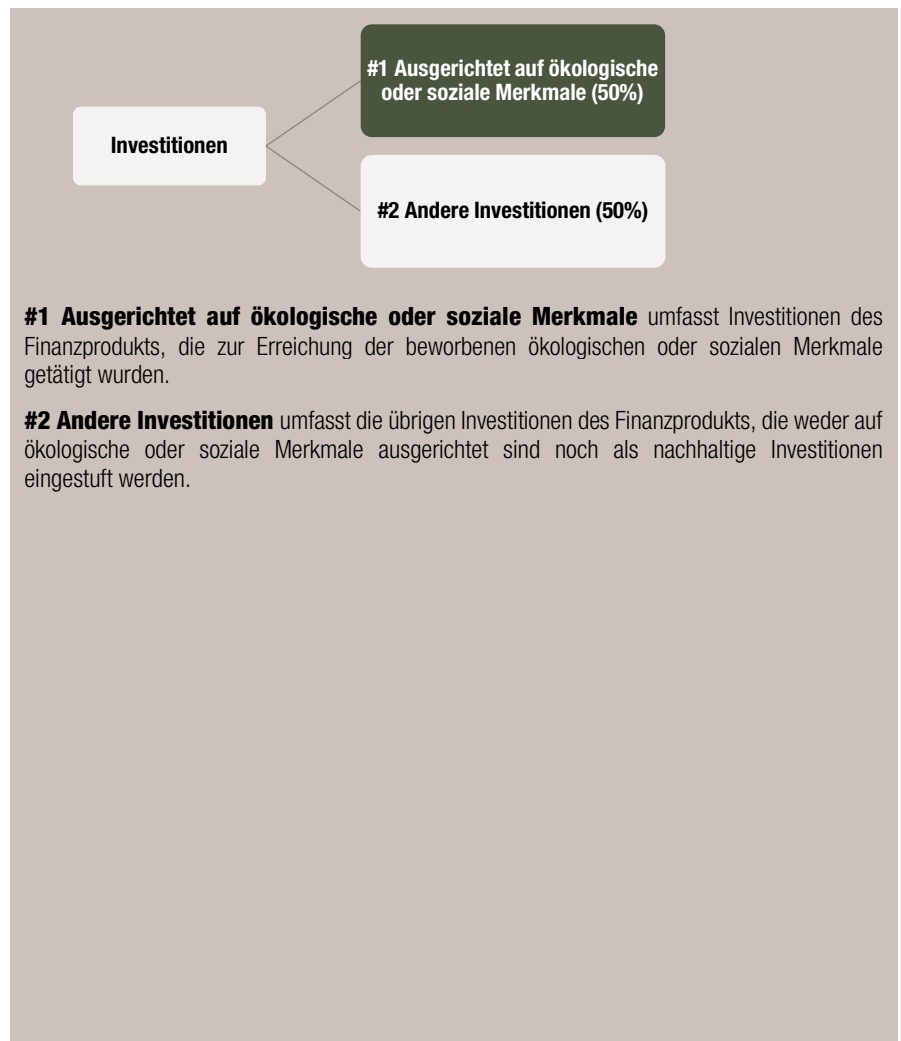 #1 Ausgerichtet auf ökologische
oder soziale Merkmale (50%)
Investitionen
#2 Andere Investitionen (50%)
#1 Ausgerichtet auf ökologische oder soziale Merkmale umfasst Investitionen des
Finanzprodukts, die zur Erreichung der beworbenen ökologischen oder sozialen Merkmale
getätigt wurden.
#2 Andere Investitionen umfasst die übrigen Investitionen des Finanzprodukts, die weder auf
ökologische oder soziale Merkmale ausgerichtet sind noch als nachhaltige Investitionen
eingestuft werden.